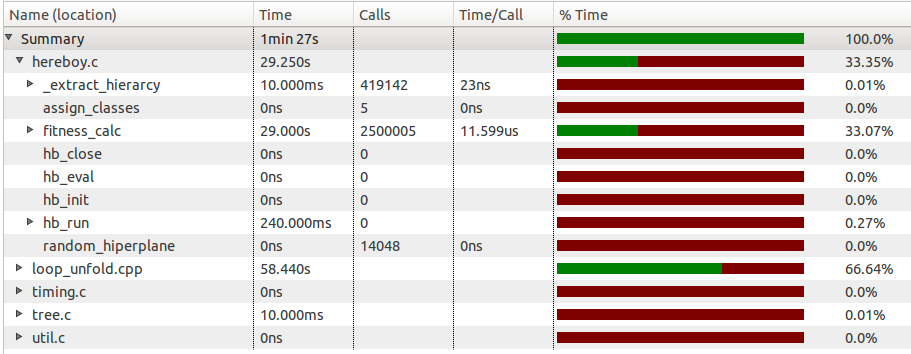 Name (location) Time Calls Time/Call % Time
Summary 1min 27s 100.0%
hereboy.c 29.250s 33.35%
_extract_hierarcy 10.000ms 419142 23ns 0.01%
assign_classes 0ns 5 0ns 0.0%
fitness_calc 29.000s 2500005 11.599us 33.07%
hb_close 0ns 0 0.0%
hb_eval 0ns 0 0.0%
hb_init 0ns 0 0.0%
hb_run 240.000ms 0 0.27%
random_hiperplane 0ns 14048 0ns 0.0%
loop_unfold.cpp 58.440s 66.64%
timing.c 0ns 0.0%
tree.c 10.000ms 0.01%
util.c 0ns 0.0%